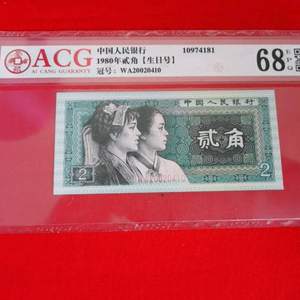 ACG
AI CANG GUARANTY
中国人民银行 10974181
1980年贰角【生日号】
冠号：WA20020410
68 EPQ
中国人民银行
贰角
2 2